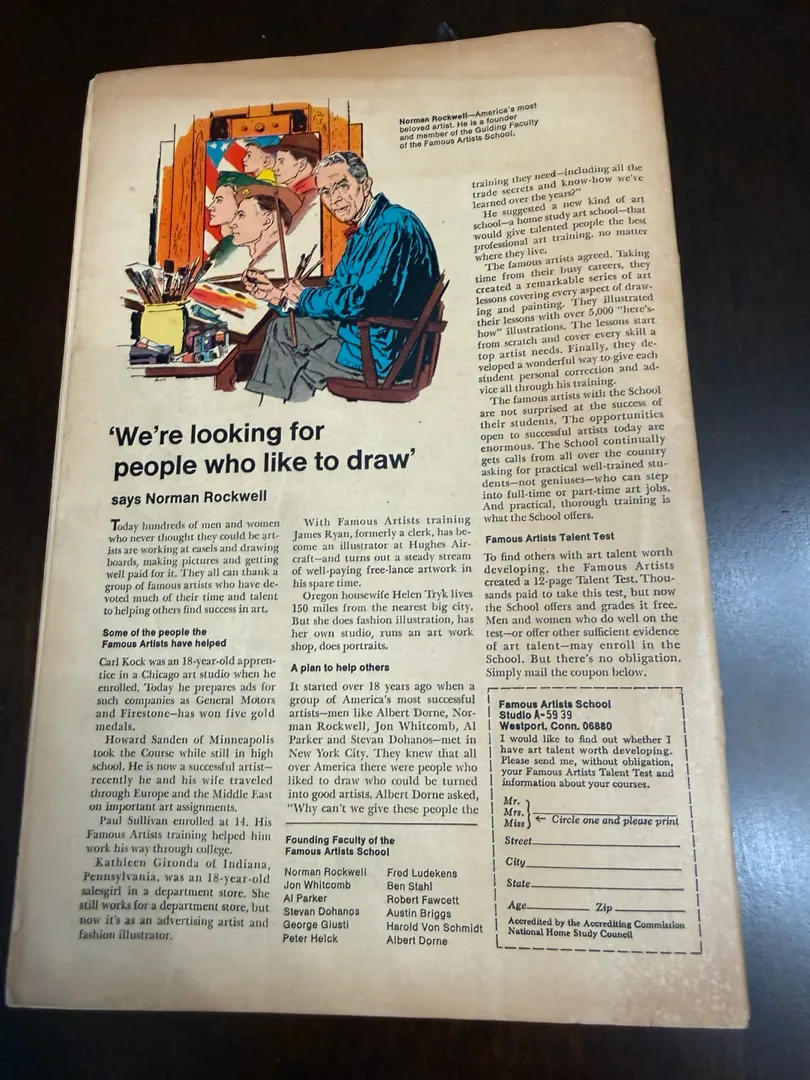 Norman Rockwell—America's most
beloved artist. He is a founder
and member of the Guiding Faculty
of the Famous Artists School.
'We're looking for
people who like to draw'
says Norman Rockwell
Today hundreds of men and women
who never thought they could be art-
ists are working at easels and drawing
boards, making pictures and getting
well paid for it. They all can thank a
group of famous artists who have de-
voted much of their time and talent
to helping others find success in art.
Some of the people the
Famous Artists have helped
Carl Kock was an 18-year-old appren-
tice in a Chicago art studio when he
enrolled. Today he prepares ads for
such companies as General Motors
and Firestone—has won five gold
medals.
Howard Sanden of Minneapolis
took the Course while still in high
school. He is now a successful artist—
recently he and his wife traveled
through Europe and the Middle East
on important art assignments.
Paul Sullivan enrolled at 14. His
Famous Artists training helped him
work his way through college.
Kathleen Gironda of Indiana,
Pennsylvania, was an 18-year-old
salesgirl in a department store. She
still works for a department store, but
now it's as an advertising artist and
fashion illustrator.
With Famous Artists training
James Ryan, formerly a clerk, has be-
come an illustrator at Hughes Air-
craft—and turns out a steady stream
of well-paying free-lance artwork in
his spare time.
Oregon housewife Helen Tryk lives
150 miles from the nearest big city.
But she does fashion illustration, has
her own studio, runs an art work
shop, does portraits.
A plan to help others
It started over 18 years ago when a
group of America's most successful
artists—men like Albert Dorne, Nor-
man Rockwell, Jon Whitcomb, Al
Parker and Stevan Dohanos—met in
New York City. They knew that all
over America there were people who
liked to draw who could be turned
into good artists. Albert Dorne asked,
"Why can't we give these people the
training they need—including all the
trade secrets and know-how we've
learned over the years?"
He suggested a new kind of art
school—a home study art school—that
would give talented people the best
professional art training, no matter
where they live.
The famous artists agreed. Taking
time from their busy careers, they
created a remarkable series of art
lessons covering every aspect of draw-
ing and painting. They illustrated
their lessons with over 5,000 "here's-
how" illustrations. The lessons start
from scratch and cover every skill a
top artist needs. Finally, they de-
veloped a wonderful way to give each
student personal correction and ad-
vice all through his training.
The famous artists with the School
are not surprised at the success of
their students. The opportunities
open to successful artists today are
enormous. The School continually
gets calls from all over the country
asking for practical well-trained stu-
dents—not geniuses—who can step
into full-time or part-time art jobs.
And practical, thorough training is
what the School offers.
Famous Artists Talent Test
To find others with art talent worth
developing, the Famous Artists
created a 12-page Talent Test. Thou-
sands paid to take this test, but now
the School offers and grades it free.
Men and women who do well on the
test—or offer other sufficient evidence
of art talent—may enroll in the
School. But there's no obligation.
Simply mail the coupon below.
Founding Faculty of the
Famous Artists School
Norman Rockwell
Jon Whitcomb
Al Parker
Stevan Dohanos
George Giusti
Peter Helck
Fred Ludekens
Ben Stahl
Robert Fawcett
Austin Briggs
Harold Von Schmidt
Albert Dorne
Famous Artists School
Studio A-59 39
Westport, Conn. 06880
I would like to find out whether I
have art talent worth developing.
Please send me, without obligation,
your Famous Artists Talent Test and
information about your courses.
Mr.
Mrs.
Miss
← Circle one and please print
Street
City
State
Age Zip
Accredited by the Accrediting Commission
National Home Study Council